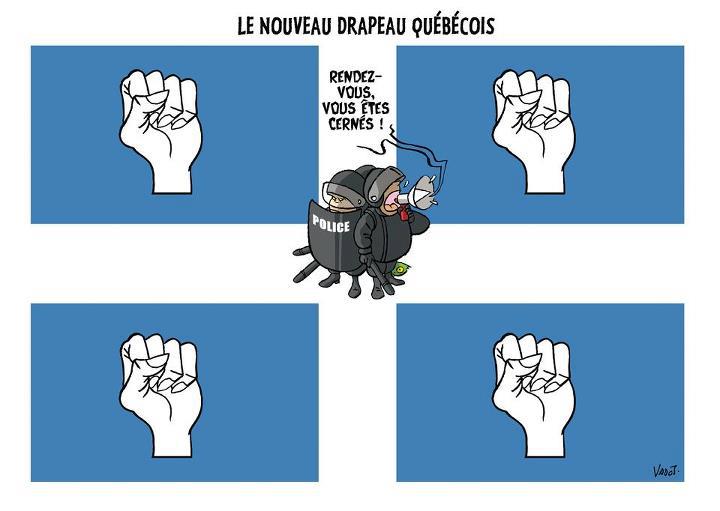 LE NOUVEAU DRAPEAU QUÉBÉCOIS
RENDEZ-
VOUS,
VOUS ÊTES
CERNÉS !
POLICE
VADOT.